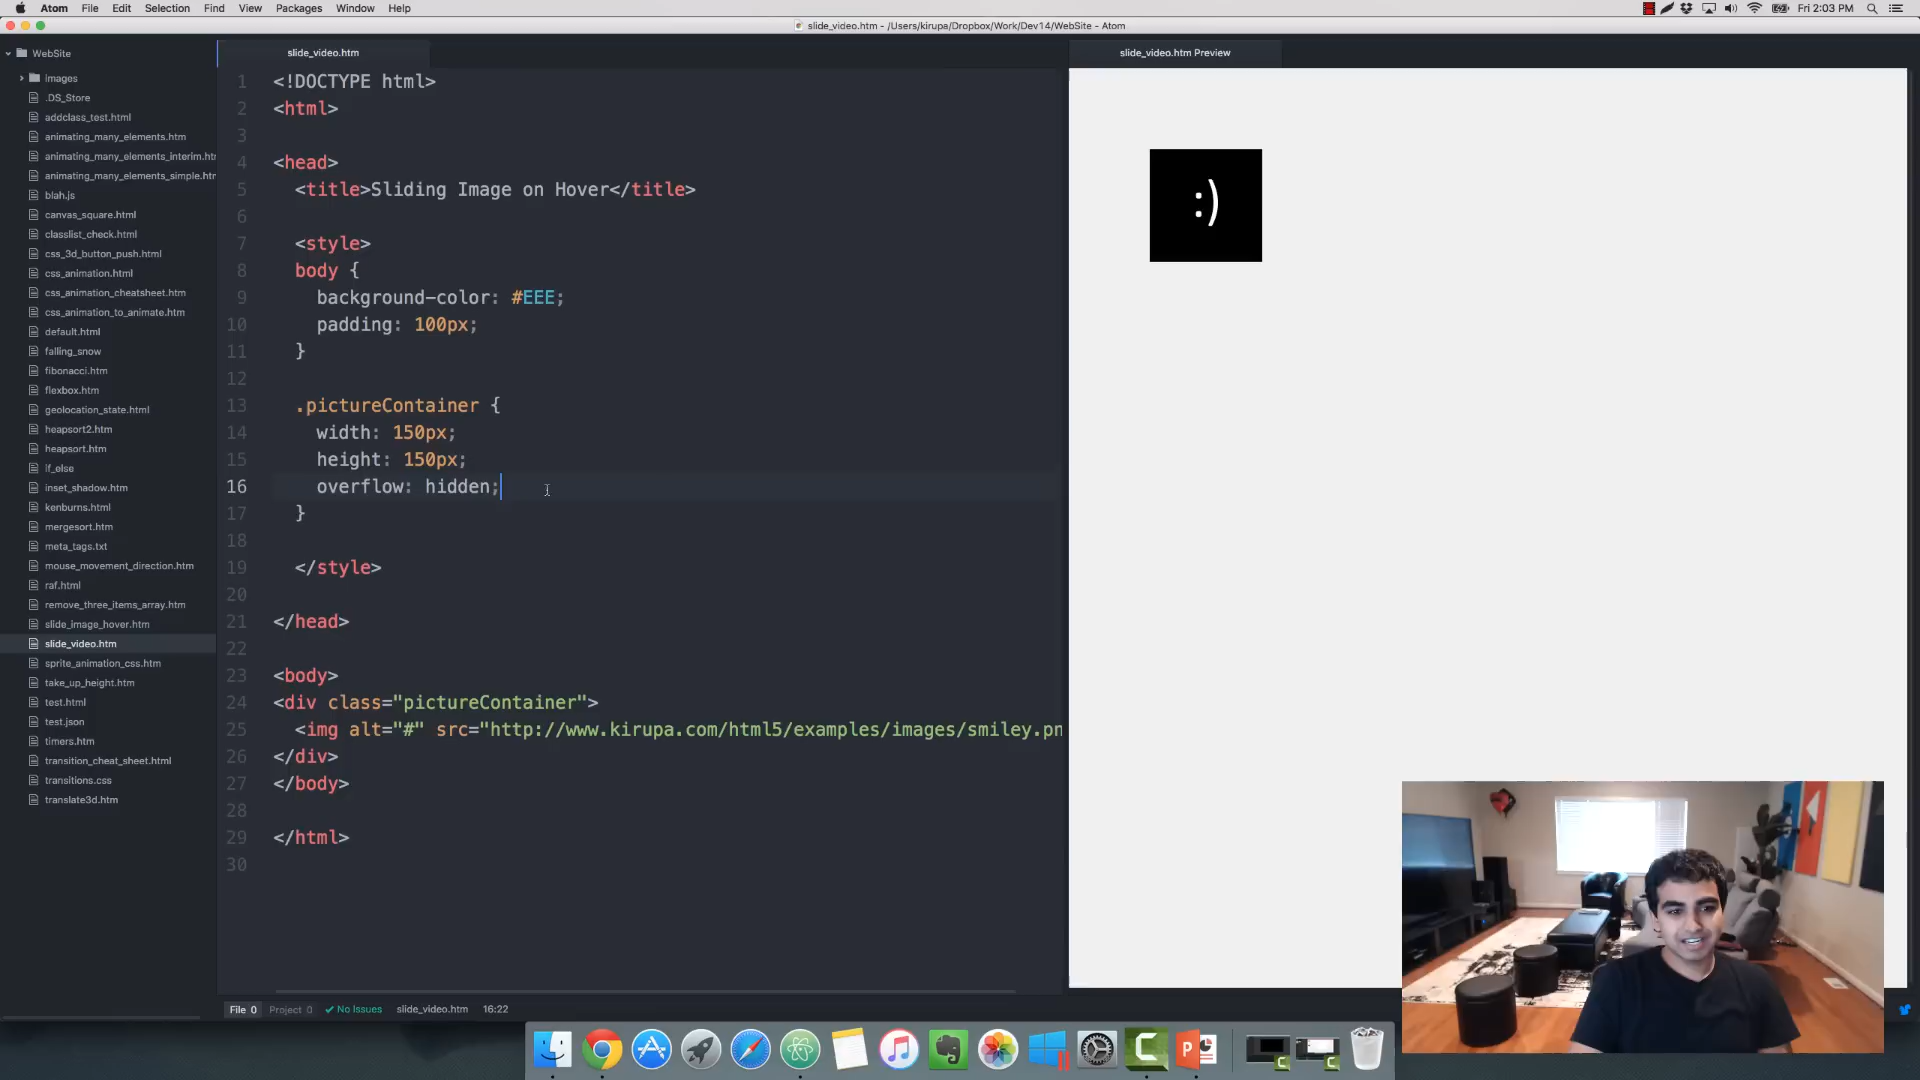 Atom File Edit Selection Find View Packages Window Help
Fri 2:03 PM
slide_video.htm - /Users/kirupa/Dropbox/Work/Dev14/WebSite - Atom
WebSite
Images
.DS_Store
addclass_test.html
animating_many_elements.htm
animating_many_elements_interim.htm
animating_many_elements_simple.htm
blah.js
canvas_square.html
classlist_check.html
css_3d_button_push.html
css_animation.html
css_animation_cheatsheet.htm
css_animation_to_animate.htm
default.html
falling_snow
fibonacci.htm
flexbox.htm
geolocation_state.html
heapsort2.htm
heapsort.htm
if_else
inset_shadow.htm
kenburns.html
mergesort.htm
meta_tags.txt
mouse_movement_direction.htm
raf.html
remove_three_items_array.htm
slide_image_hover.htm
slide_video.htm
sprite_animation_css.htm
take_up_height.htm
test.html
test.json
timers.htm
transition_cheat_sheet.html
transitions.css
translate3d.htm
slide_video.htm
1 <!DOCTYPE html>
2 <html>
3
4 <head>
5 <title>Sliding Image on Hover</title>
6
7 <style>
8 body {
9 background-color: #EEE;
10 padding: 100px;
11 }
12
13 .pictureContainer {
14 width: 150px;
15 height: 150px;
16 overflow: hidden;
17 }
18
19 </style>
20
21 </head>
22
23 <body>
24 <div class="pictureContainer">
25 <img alt="#" src="http://www.kirupa.com/html5/examples/images/smiley.pn
26 </div>
27 </body>
28
29 </html>
30
File 0 Project 0 No Issues slide_video.htm 16:22
slide_video.htm Preview
:)